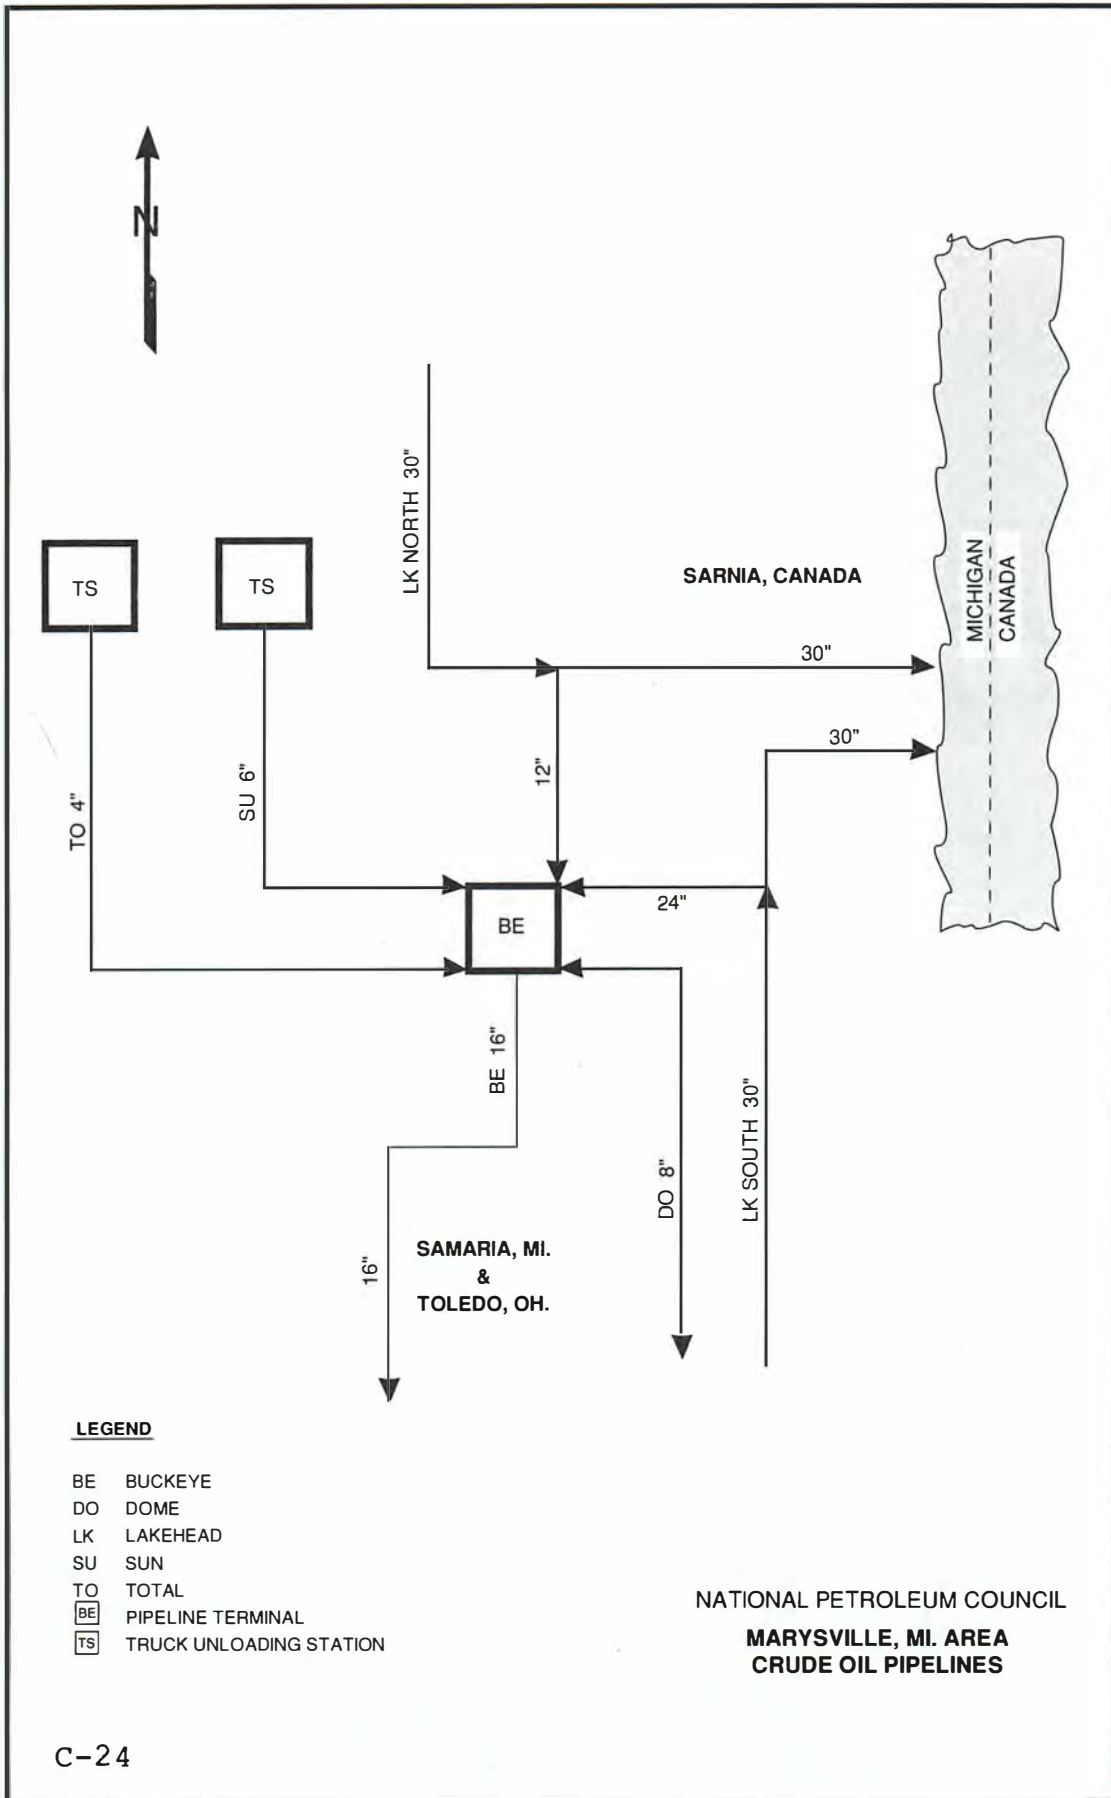 N
LK NORTH 30"
TS
TS
SARNIA, CANADA
MICHIGAN
CANADA
30"
30"
TO 4"
SU 6"
12"
24"
BE
BE 16"
DO 8"
LK SOUTH 30"
16"
SAMARIA, MI.
&
TOLEDO, OH.
LEGEND
BE BUCKEYE
DO DOME
LK LAKEHEAD
SU SUN
TO TOTAL
BE PIPELINE TERMINAL
TS TRUCK UNLOADING STATION
NATIONAL PETROLEUM COUNCIL
MARYSVILLE, MI. AREA
CRUDE OIL PIPELINES
C-24